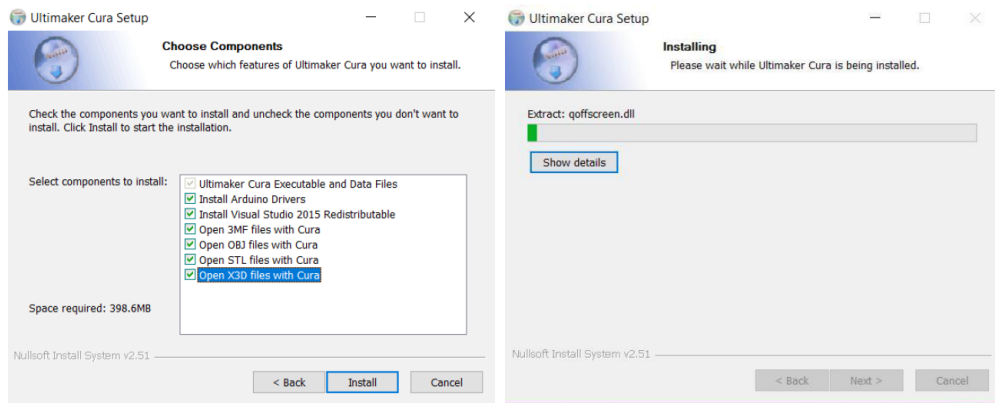 Ultimaker Cura Setup
Choose Components
Choose which features of Ultimaker Cura you want to install.
Check the components you want to install and uncheck the components you don't want to
install. Click Install to start the installation.
Select components to install:
Ultimaker Cura Executable and Data Files
Install Arduino Drivers
Install Visual Studio 2015 Redistributable
Open 3MF files with Cura
Open OBJ files with Cura
Open STL files with Cura
Open X3D files with Cura
Space required: 398.6MB
Nullsoft Install System v2.51
< Back
Install
Cancel
Ultimaker Cura Setup
Installing
Please wait while Ultimaker Cura is being installed.
Extract: qoffscreen.dll
Show details
Nullsoft Install System v2.51
< Back
Next >
Cancel